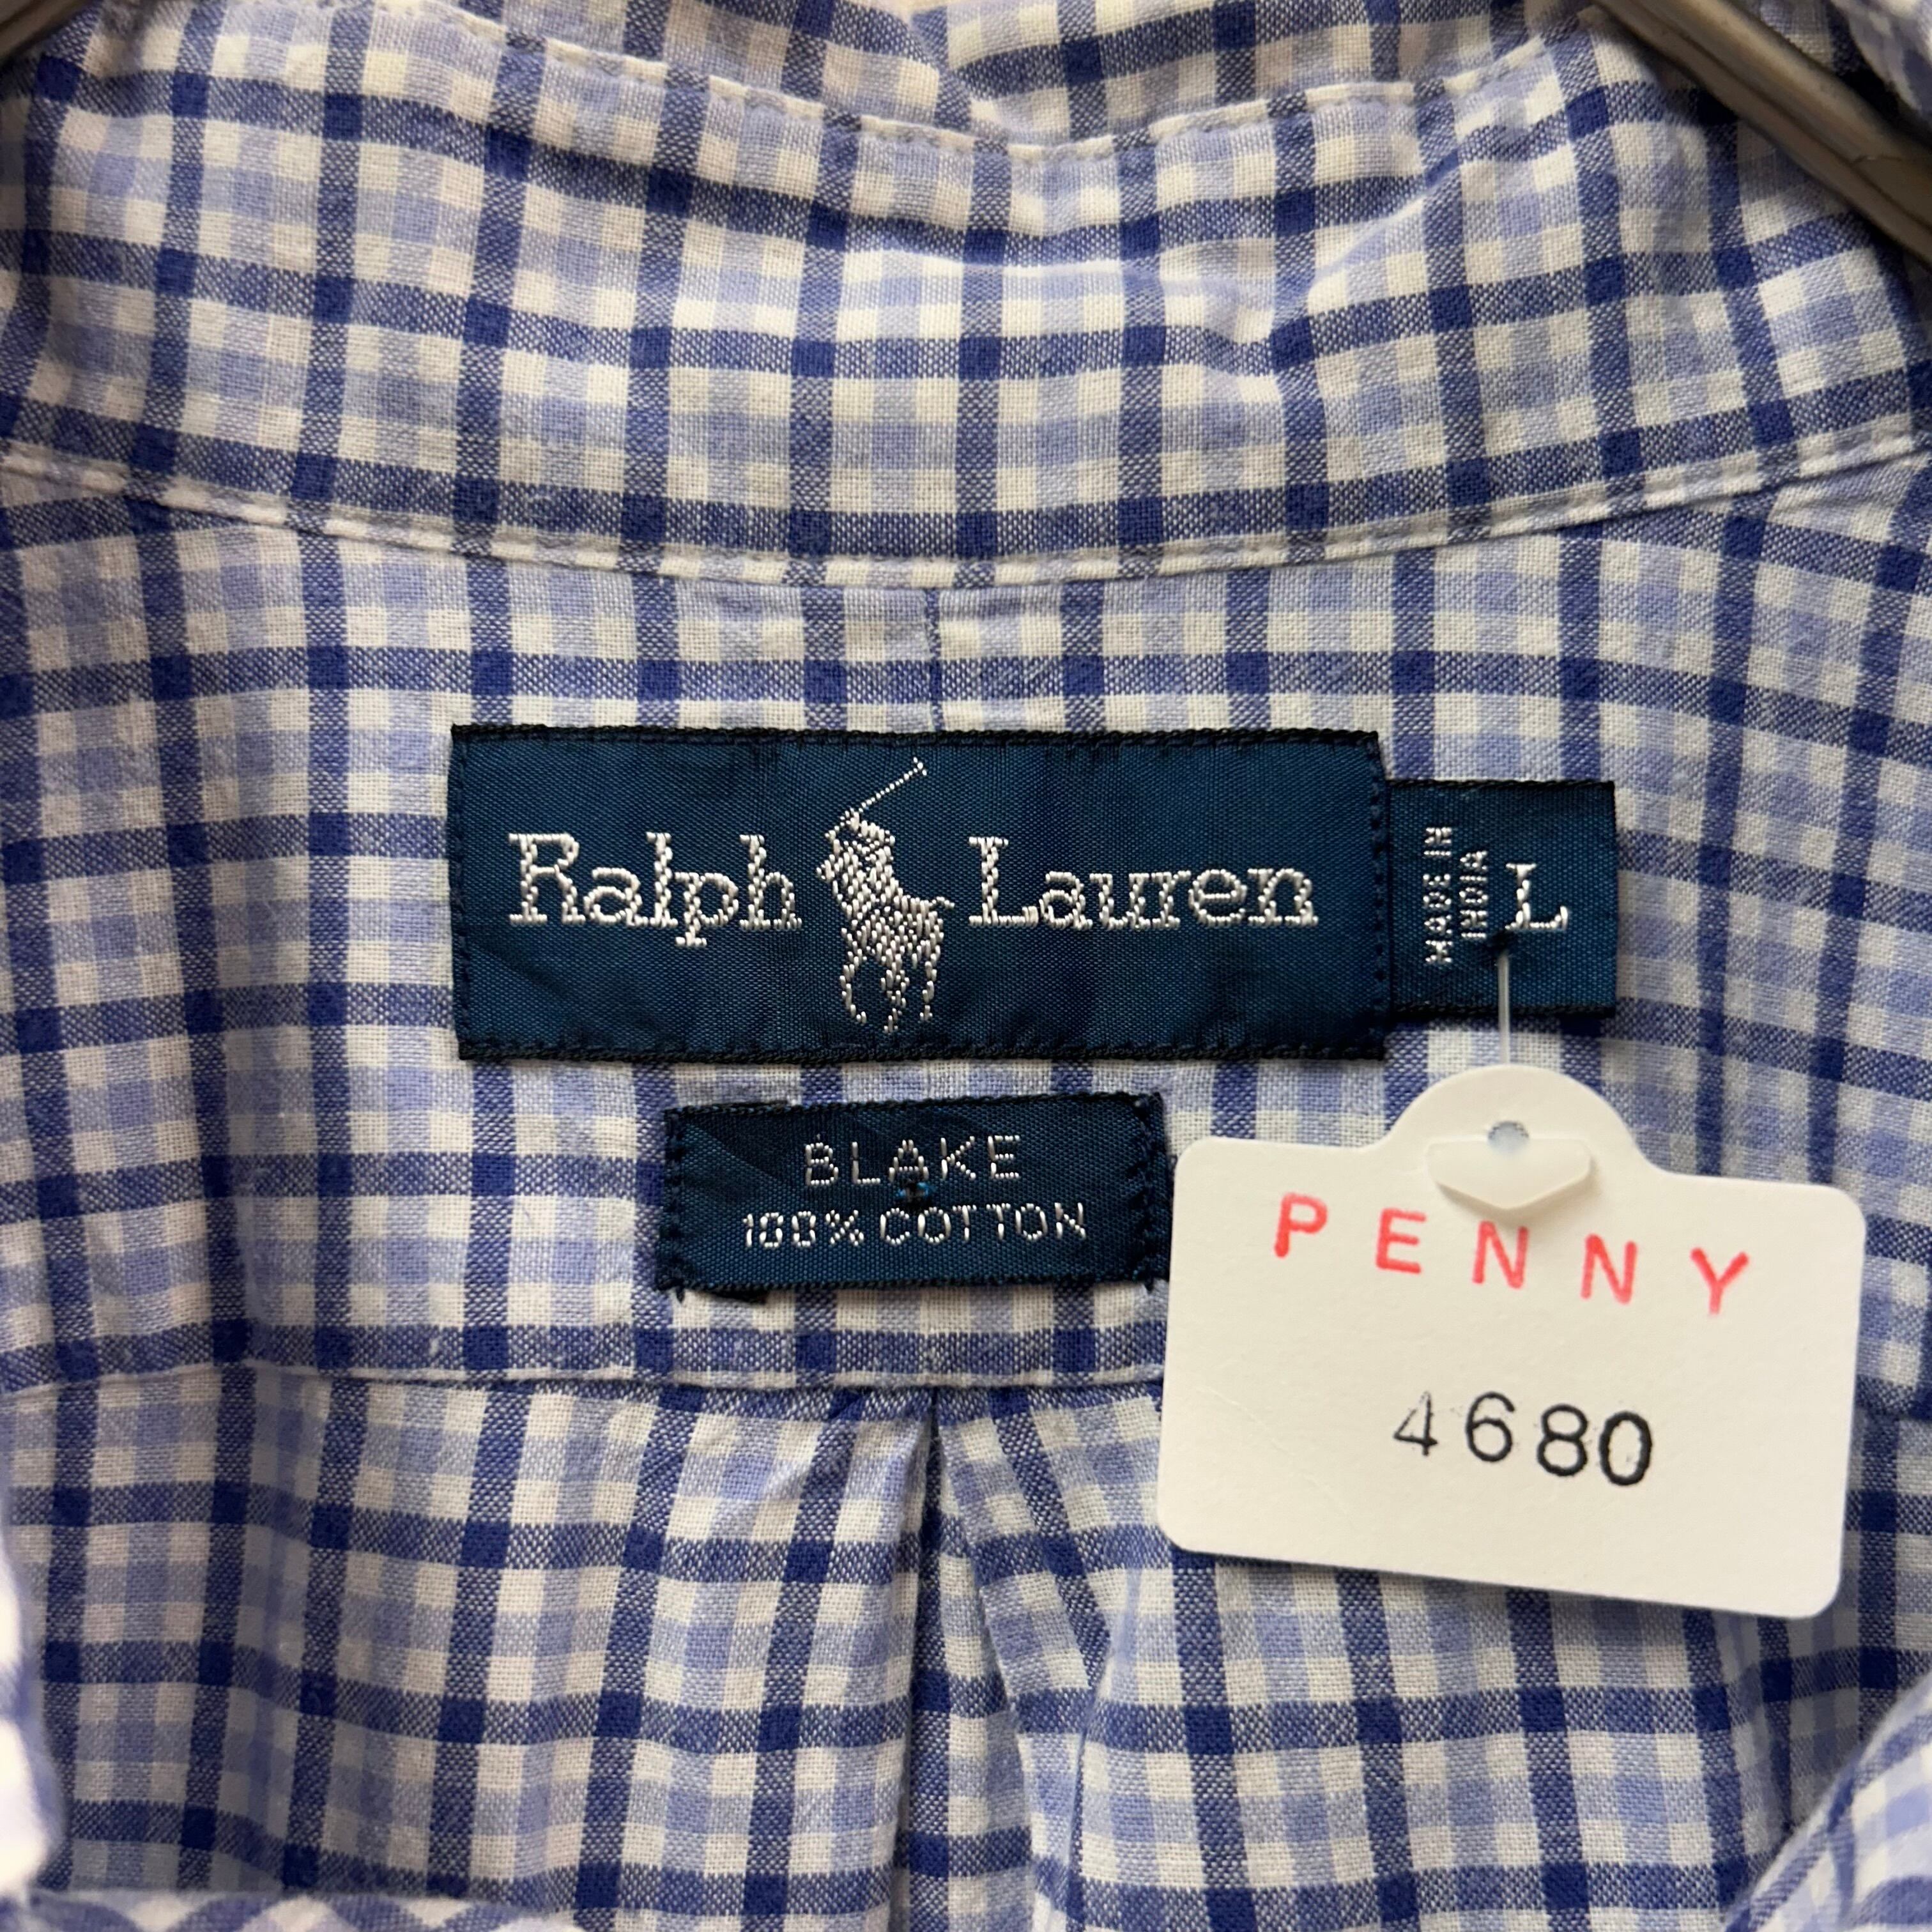 Ralph Lauren
MADE IN
INDIA
L
BLAKE
100% COTTON
PENNY
4680